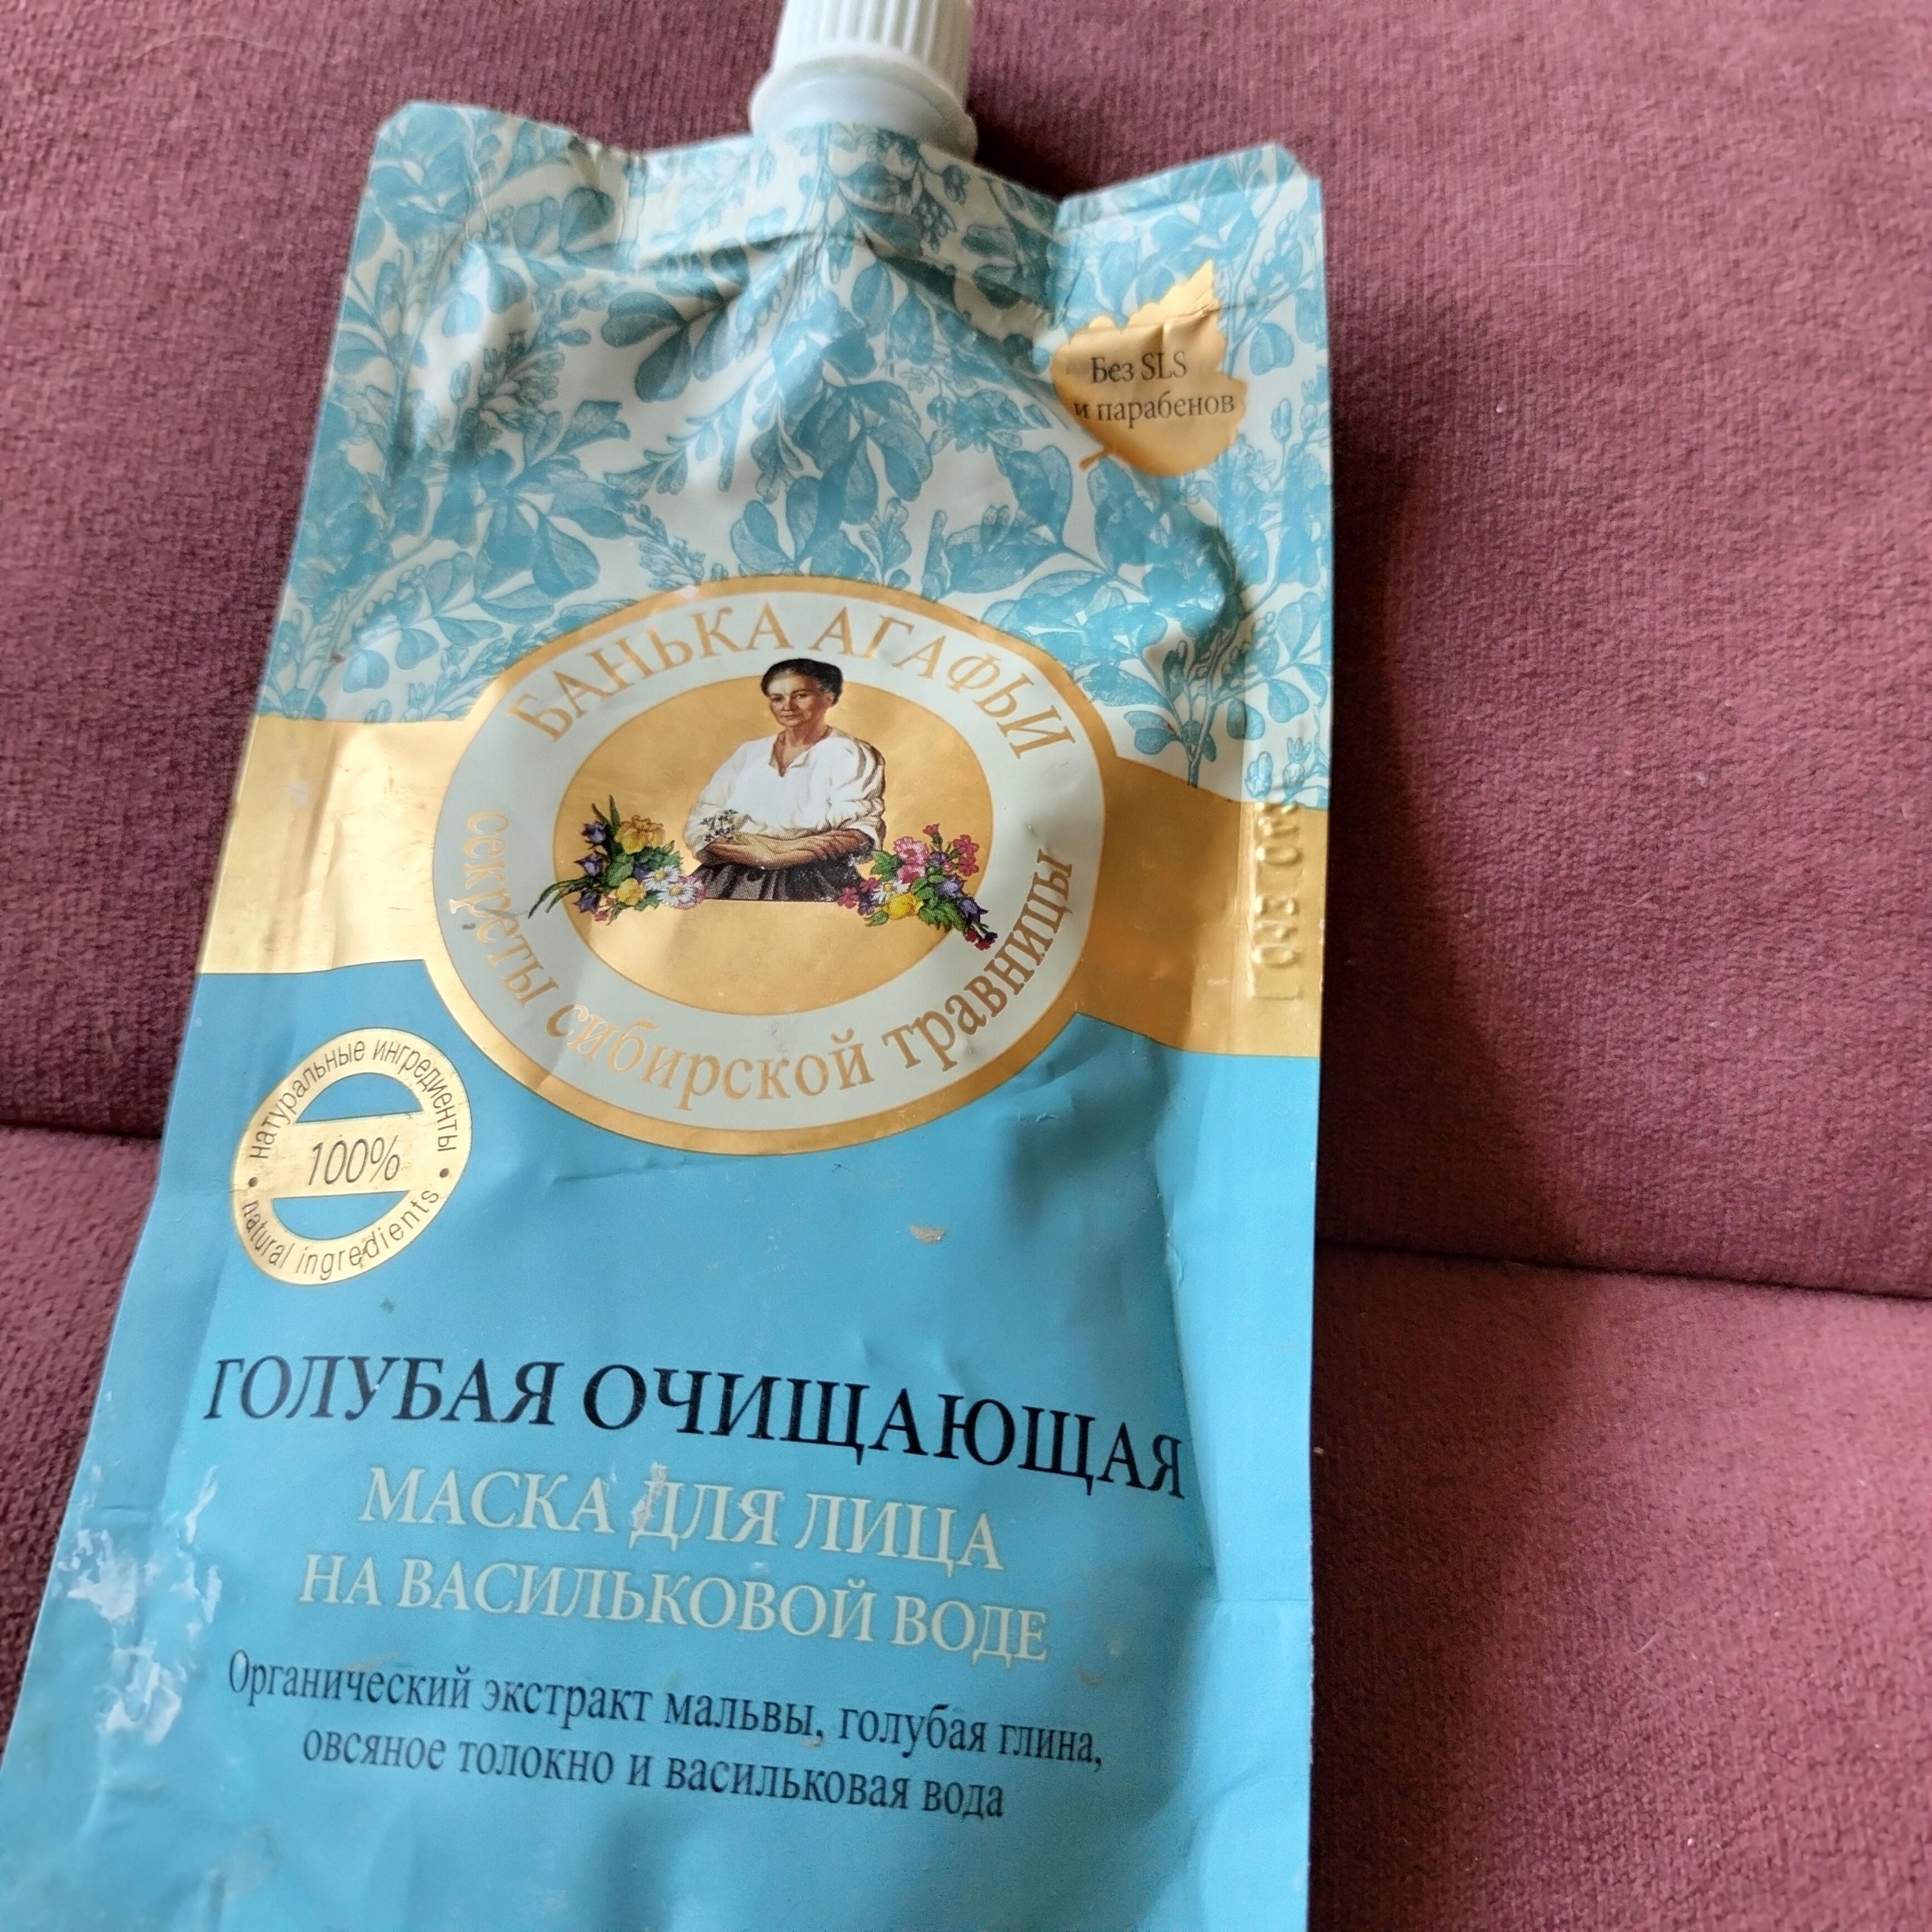 Без SLS
и парабенов
БАНЬКА АГАФЬИ
секреты сибирской травницы
натуральные ингредиенты
100%
natural ingredients
ГОЛУБАЯ ОЧИЩАЮЩАЯ
МАСКА ДЛЯ ЛИЦА
НА ВАСИЛЬКОВОЙ ВОДЕ
Органический экстракт мальвы, голубая глина,
овсяное толокно и васильковая вода